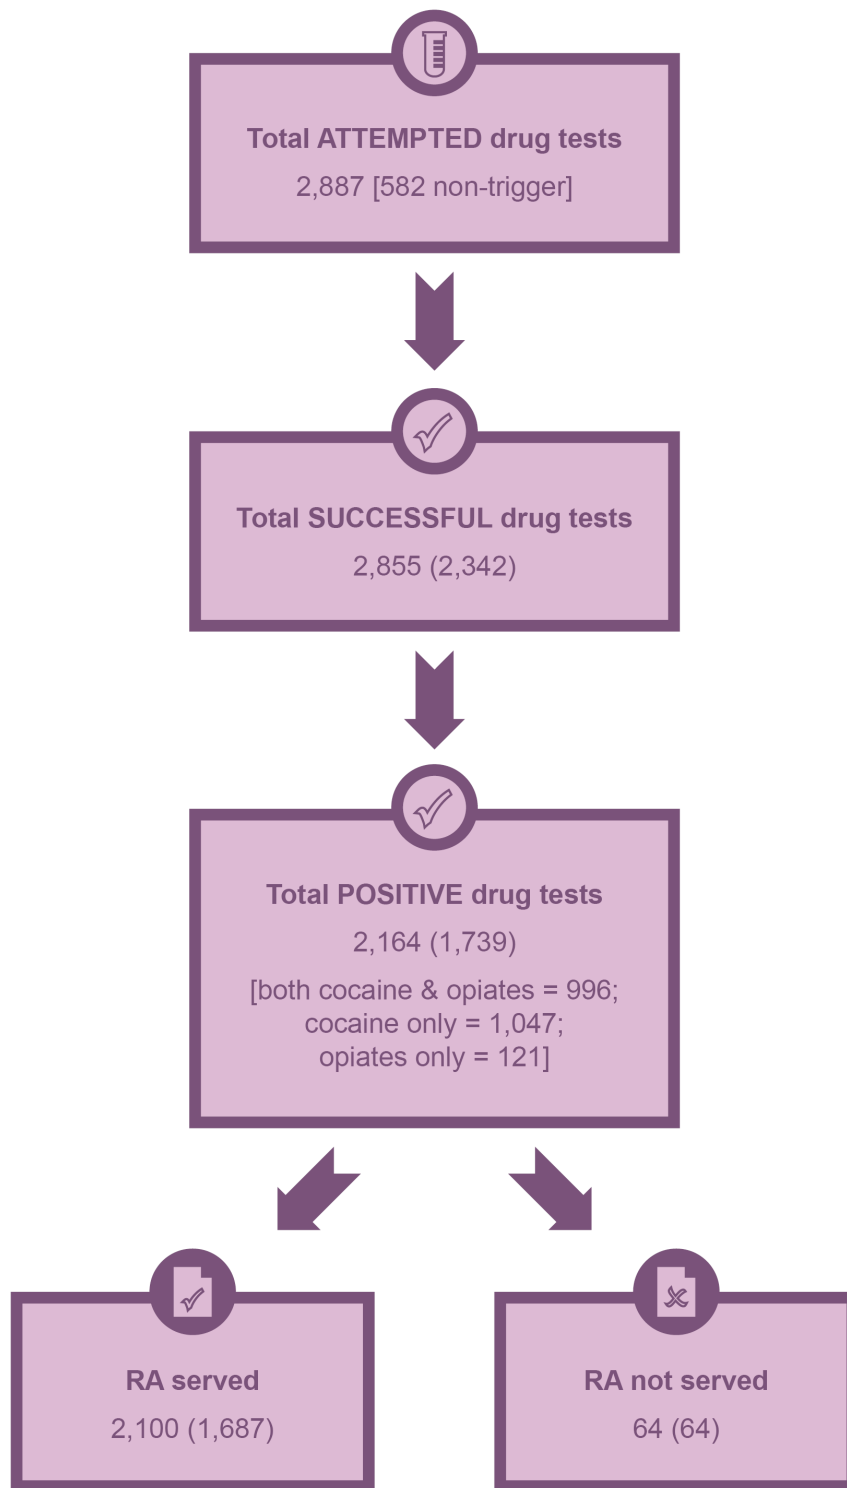 Total ATTEMPTED drug tests
2,887 [582 non-trigger]
Total SUCCESSFUL drug tests
2,855 (2,342)
Total POSITIVE drug tests
2,164 (1,739)
[both cocaine & opiates = 996;
cocaine only = 1,047;
opiates only = 121]
RA served
2,100 (1,687)
RA not served
64 (64)